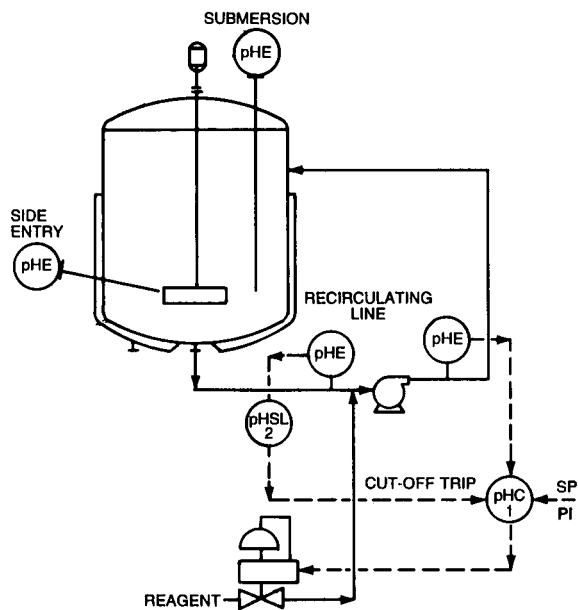 SUBMERSION
pHE
SIDE
ENTRY
pHE
RECIRCULATING
LINE
pHE
pHE
pHSL
2
CUT-OFF TRIP
pHC
1
SP
PI
REAGENT